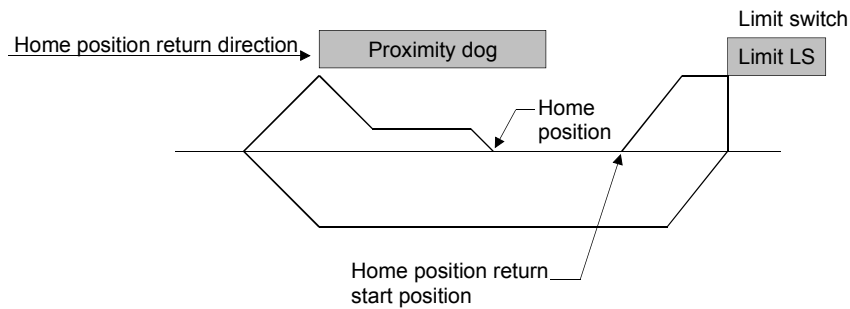 Limit switch
Home position return direction
Proximity dog
Limit LS
Home
position
Home position return
start position